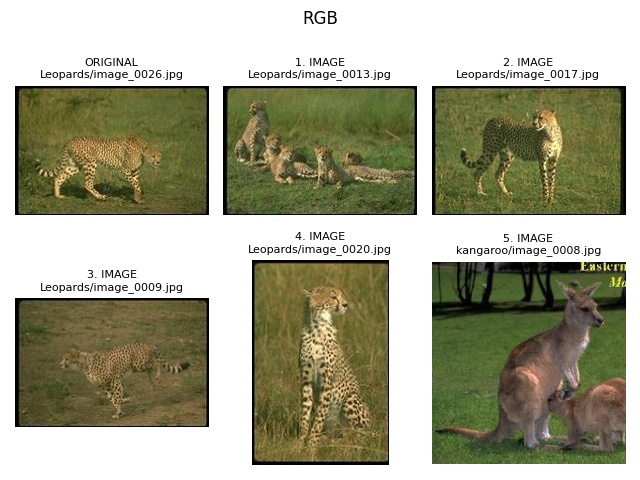 RGB
ORIGINAL
Leopards/image_0026.jpg
1. IMAGE
Leopards/image_0013.jpg
2. IMAGE
Leopards/image_0017.jpg
3. IMAGE
Leopards/image_0009.jpg
4. IMAGE
Leopards/image_0020.jpg
5. IMAGE
kangaroo/image_0008.jpg
Eastern